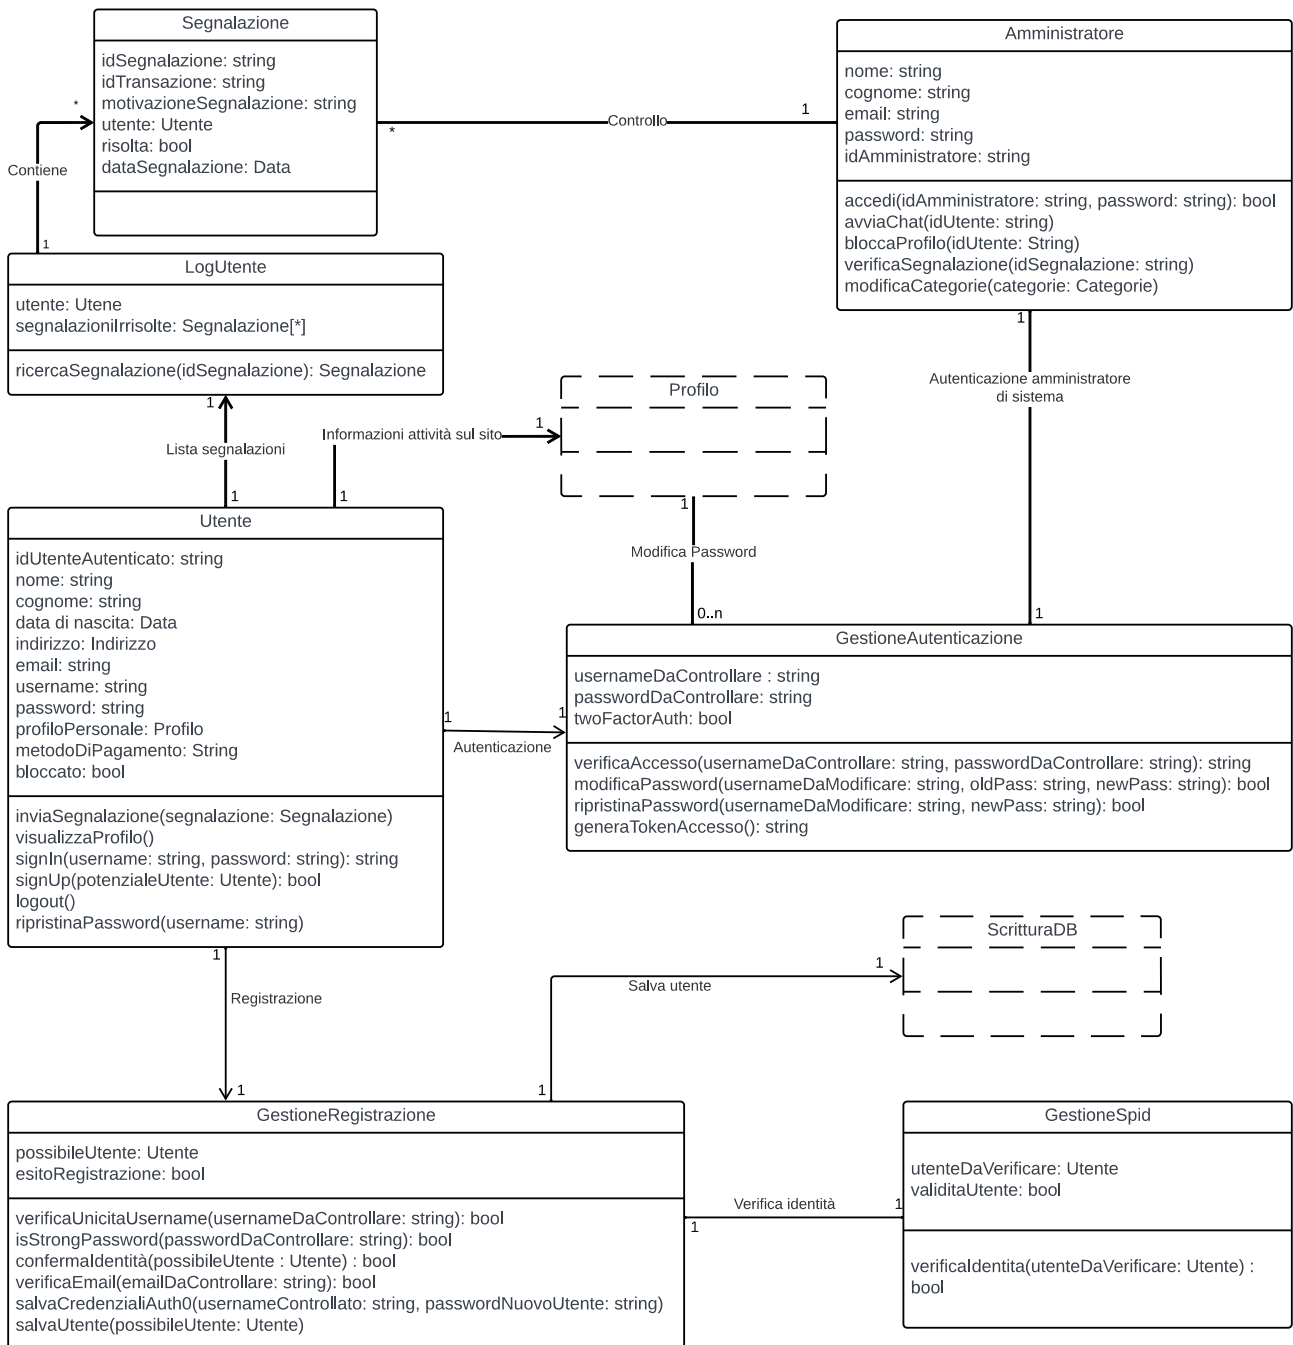 Segnalazione
idSegnalazione: string
idTransazione: string
motivazioneSegnalazione: string
utente: Utente
risolta: bool
dataSegnalazione: Data
Amministratore
nome: string
cognome: string
email: string
password: string
idAmministratore: string
accedi(idAmministratore: string, password: string): bool
avviaChat(idUtente: string)
bloccaProfilo(idUtente: String)
verificaSegnalazione(idSegnalazione: string)
modificaCategorie(categorie: Categorie)
*
Contiene
1
*
Controllo
1
LogUtente
utente: Utene
segnalazioniIrrisolte: Segnalazione[*]
ricercaSegnalazione(idSegnalazione): Segnalazione
1
Lista segnalazioni
1
Informazioni attività sul sito
1
1
Profilo
1
Modifica Password
0..n
1
Autenticazione amministratore
di sistema
1
Utente
idUtenteAutenticato: string
nome: string
cognome: string
data di nascita: Data
indirizzo: Indirizzo
email: string
username: string
password: string
profiloPersonale: Profilo
metodoDiPagamento: String
bloccato: bool
inviaSegnalazione(segnalazione: Segnalazione)
visualizzaProfilo()
signIn(username: string, password: string): string
signUp(potenzialeUtente: Utente): bool
logout()
ripristinaPassword(username: string)
1
Autenticazione
1
GestioneAutenticazione
usernameDaControllare : string
passwordDaControllare: string
twoFactorAuth: bool
verificaAccesso(usernameDaControllare: string, passwordDaControllare: string): string
modificaPassword(usernameDaModificare: string, oldPass: string, newPass: string): bool
ripristinaPassword(usernameDaModificare: string, newPass: string): bool
generaTokenAccesso(): string
1
Registrazione
1
1
Salva utente
1
ScritturaDB
GestioneRegistrazione
possibileUtente: Utente
esitoRegistrazione: bool
verificaUnicitaUsername(usernameDaControllare: string): bool
isStrongPassword(passwordDaControllare: string): bool
confermaIdentità(possibileUtente : Utente) : bool
verificaEmail(emailDaControllare: string): bool
salvaCredenzialiAuth0(usernameControllato: string, passwordNuovoUtente: string)
salvaUtente(possibileUtente: Utente)
1
Verifica identità
1
GestioneSpid
utenteDaVerificare: Utente
validitaUtente: bool
verificaIdentita(utenteDaVerificare: Utente) :
bool